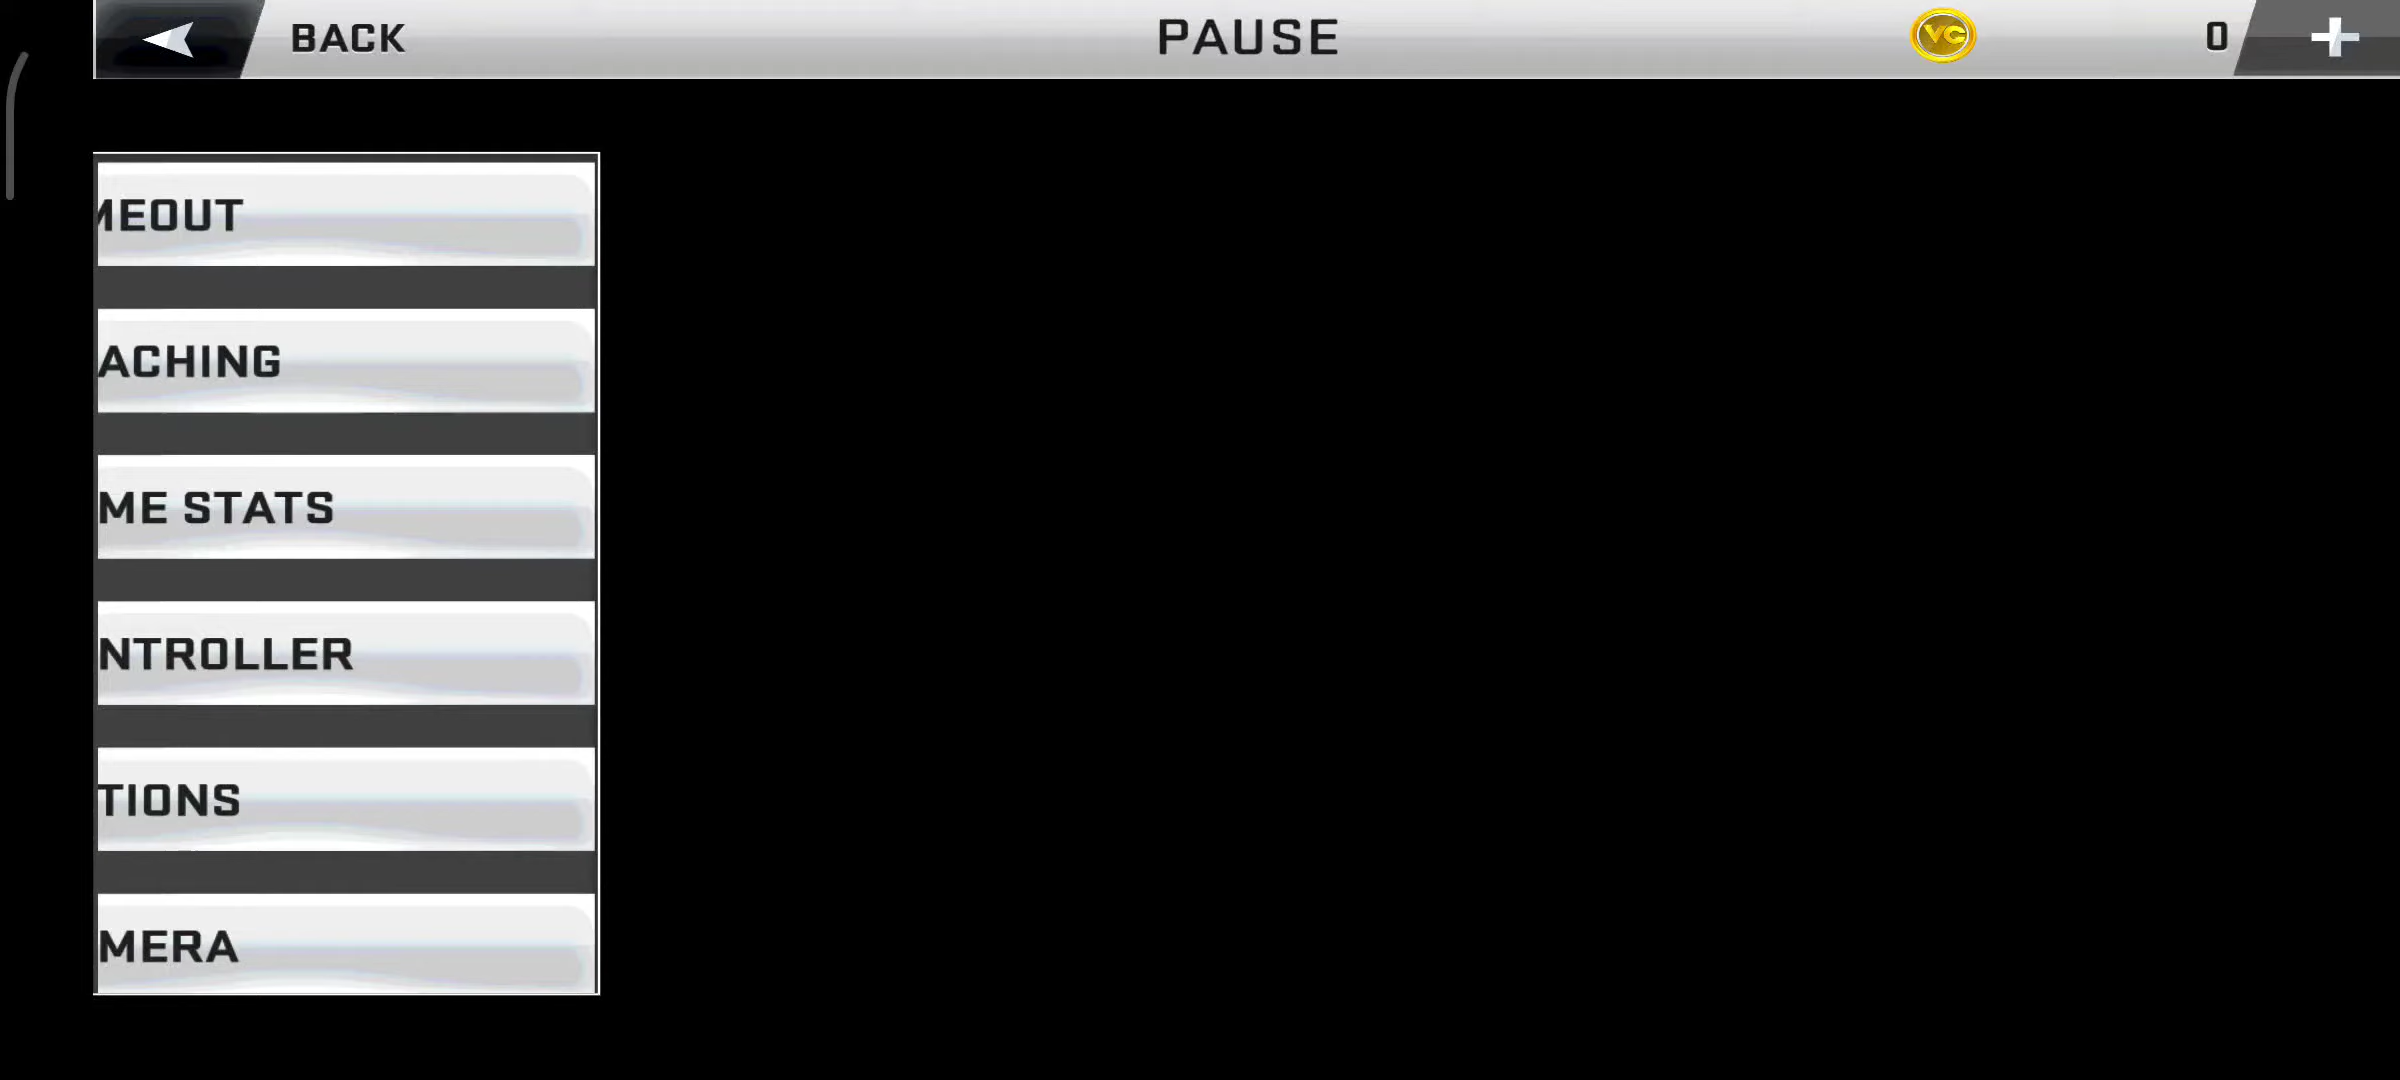 BACK
PAUSE
VC
0
MEOUT
ACHING
ME STATS
NTROLLER
TIONS
MERA